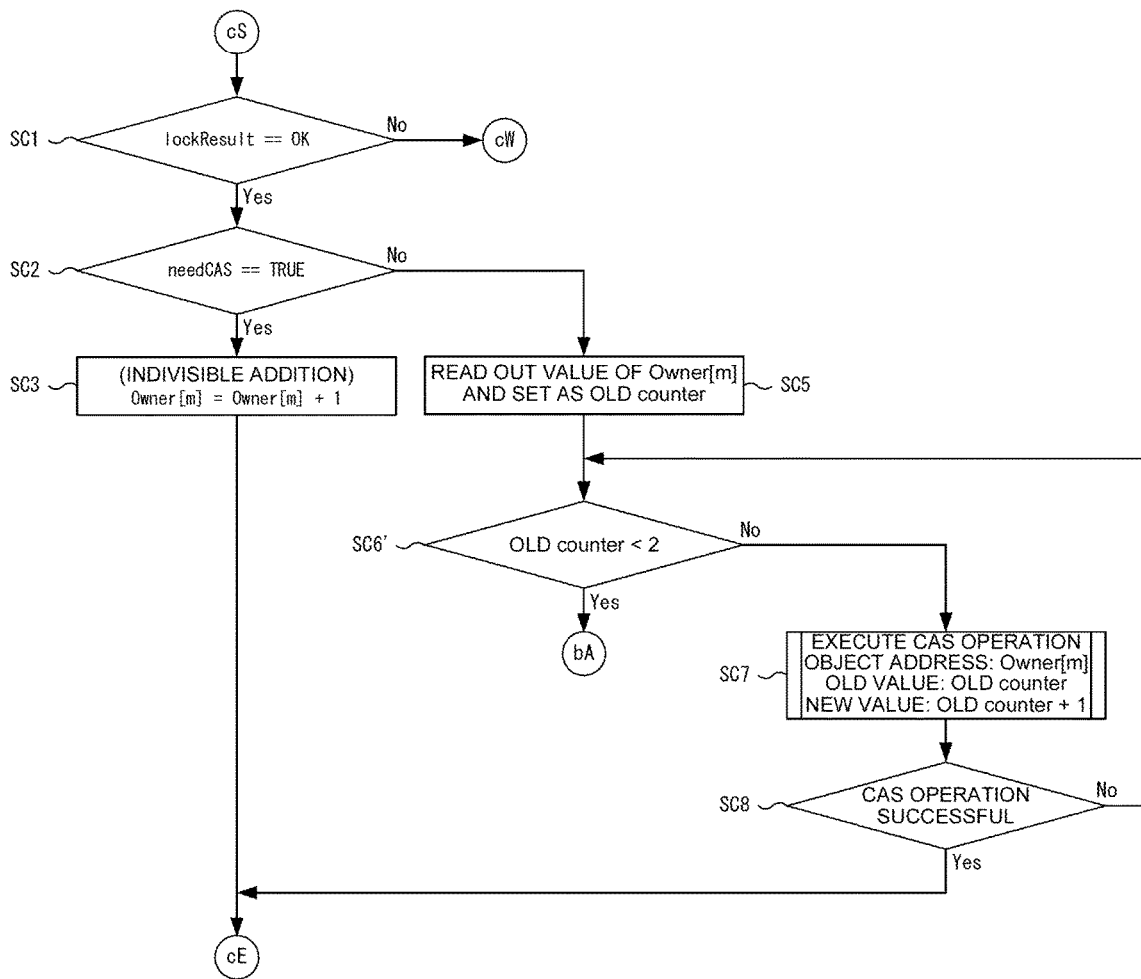 cS
SC1
lockResult == OK
No
cW
Yes
SC2
needCAS == TRUE
No
Yes
SC3
(INDIVISIBLE ADDITION)
Owner[m] = Owner[m] + 1
READ OUT VALUE OF Owner[m]
AND SET AS OLD counter
SC5
SC6'
OLD counter < 2
No
Yes
bA
SC7
EXECUTE CAS OPERATION
OBJECT ADDRESS: Owner[m]
OLD VALUE: OLD counter
NEW VALUE: OLD counter + 1
SC8
CAS OPERATION
SUCCESSFUL
No
Yes
cE